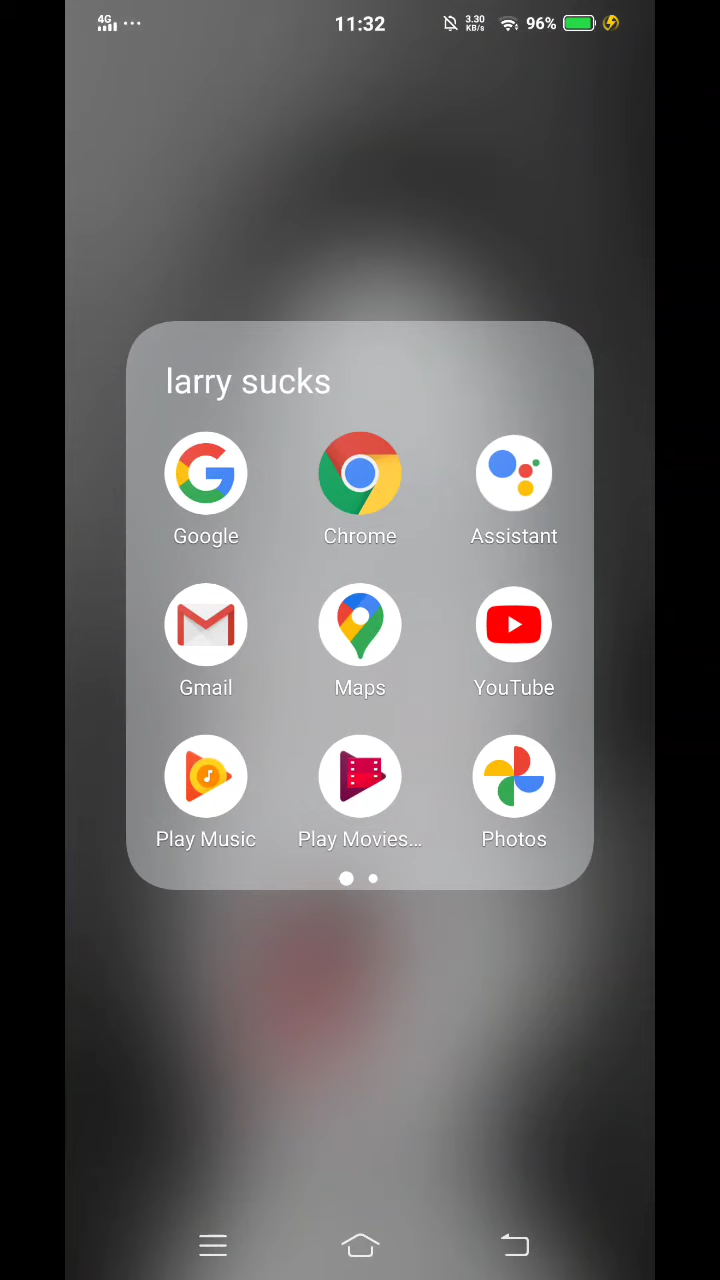 4G 11:32 3.30 KB/s 96%
larry sucks
Google Chrome Assistant
Gmail Maps YouTube
Play Music Play Movies... Photos